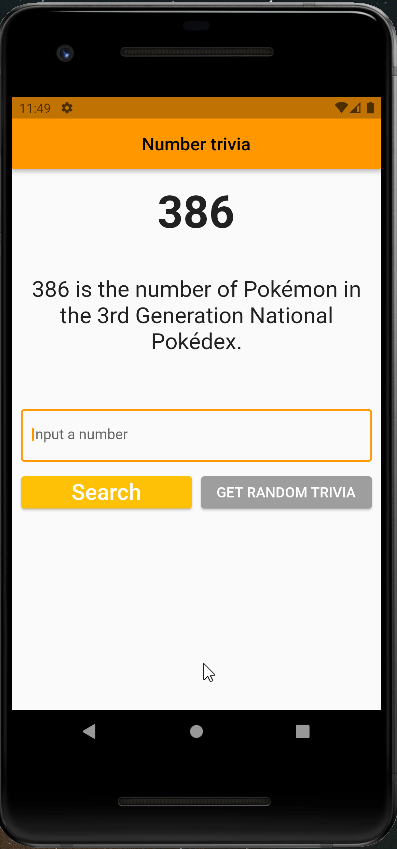 11:49
Number trivia
386
386 is the number of Pokémon in
the 3rd Generation National
Pokédex.
Input a number
Search
GET RANDOM TRIVIA